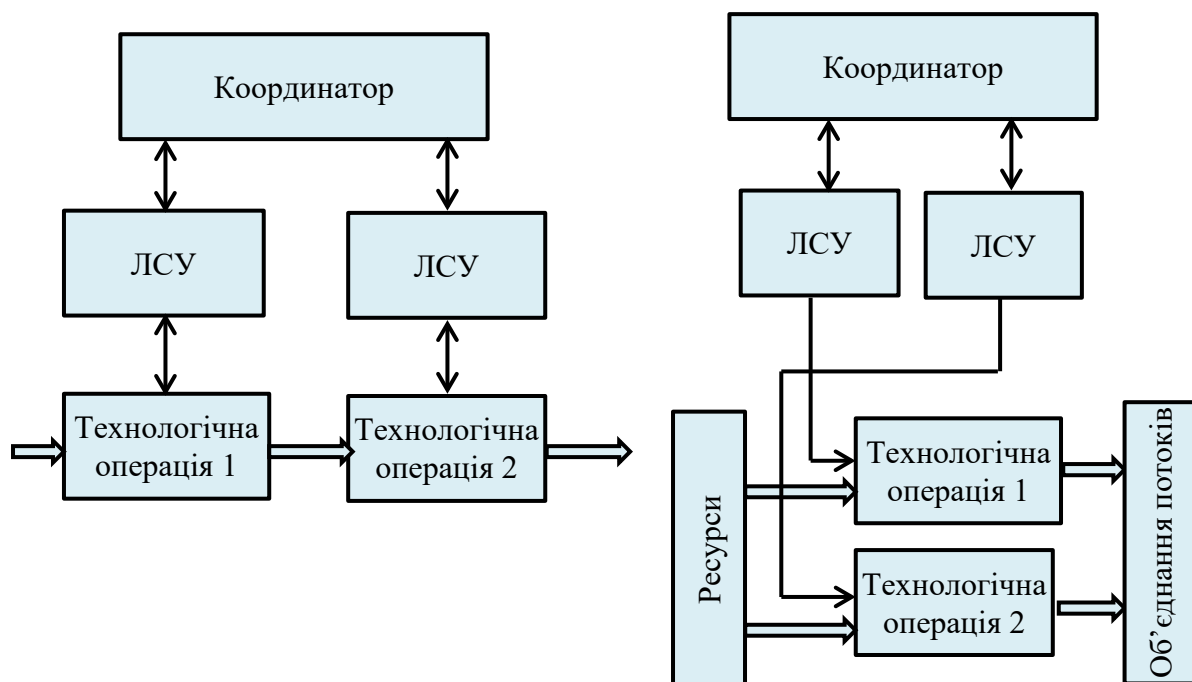 Координатор
ЛСУ
ЛСУ
Технологічна
операція 1
Технологічна
операція 2
Координатор
ЛСУ
ЛСУ
Ресурси
Технологічна
операція 1
Технологічна
операція 2
Об’єднання потоків